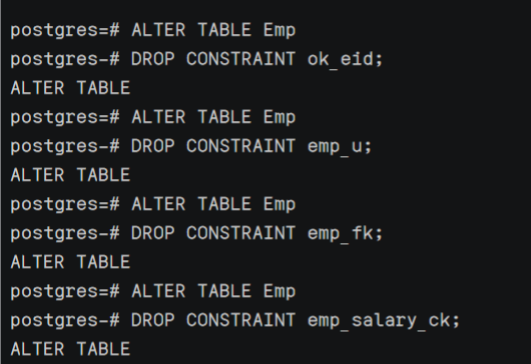 postgres=# ALTER TABLE Emp
postgres-# DROP CONSTRAINT ok_eid;
ALTER TABLE
postgres=# ALTER TABLE Emp
postgres-# DROP CONSTRAINT emp_u;
ALTER TABLE
postgres=# ALTER TABLE Emp
postgres-# DROP CONSTRAINT emp_fk;
ALTER TABLE
postgres=# ALTER TABLE Emp
postgres-# DROP CONSTRAINT emp_salary_ck;
ALTER TABLE